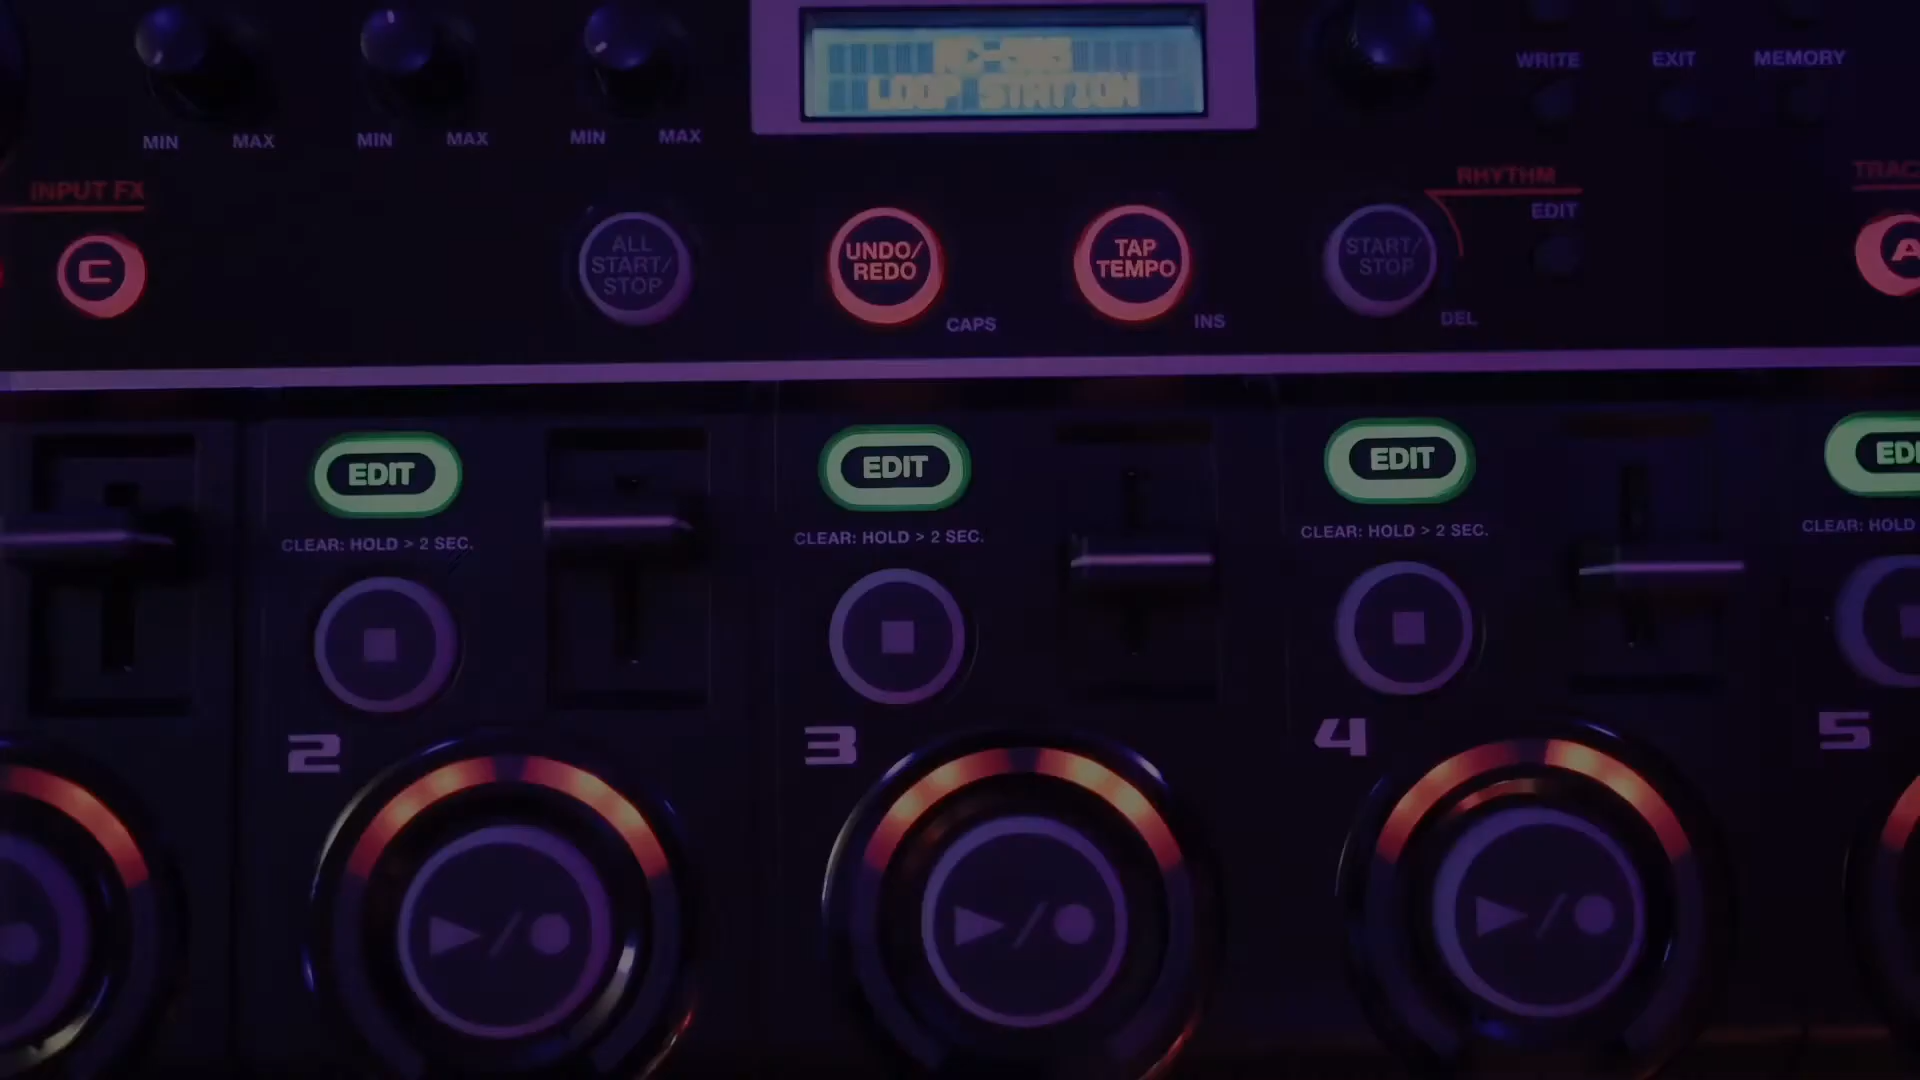 LOOP STATION
WRITE EXIT MEMORY
MIN MAX MIN MAX MIN MAX
INPUT FX
RHYTHM
EDIT
C
ALL
START/
STOP
UNDO/
REDO
CAPS
TAP
TEMPO
INS
START/
STOP
DEL
A
EDIT EDIT EDIT
CLEAR: HOLD > 2 SEC. CLEAR: HOLD > 2 SEC. CLEAR: HOLD > 2 SEC. CLEAR: HOLD
2 3 4 5